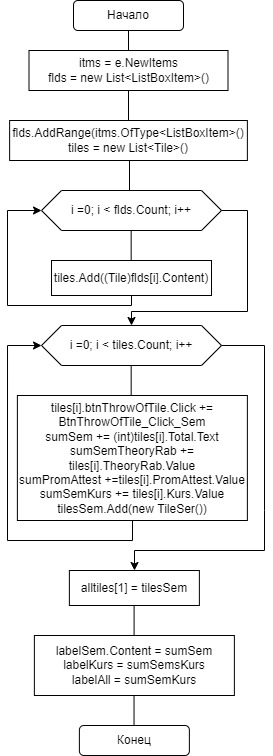 Начало
itms = e.NewItems
flds = new List<ListBoxItem>()
flds.AddRange(itms.OfType<ListBoxItem>()
tiles = new List<Tile>()
i =0; i < flds.Count; i++
tiles.Add((Tile)flds[i].Content)
i =0; i < tiles.Count; i++
tiles[i].btnThrowOfTile.Click +=
BtnThrowOfTile_Click_Sem
sumSem += (int)tiles[i].Total.Text
sumSemTheoryRab +=
tiles[i].TheoryRab.Value
sumPromAttest +=tiles[i].PromAttest.Value
sumSemKurs += tiles[i].Kurs.Value
tilesSem.Add(new TileSer())
alltiles[1] = tilesSem
labelSem.Content = sumSem
labelKurs = sumSemsKurs
labelAll = sumSemKurs
Конец